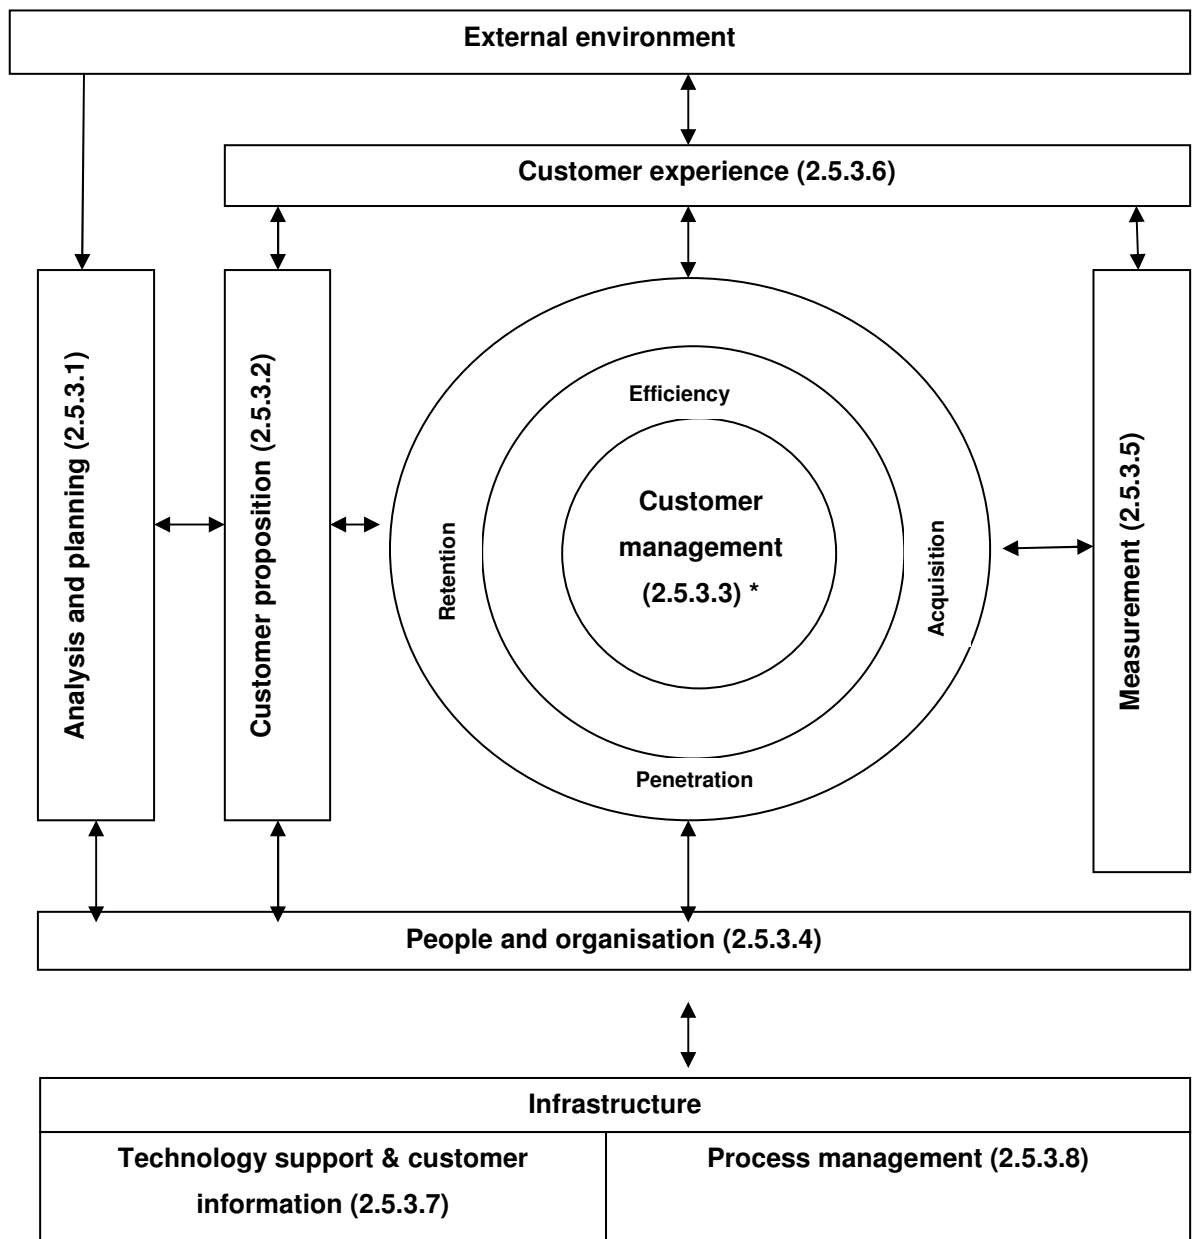 External environment
Customer experience (2.5.3.6)
Analysis and planning (2.5.3.1)
Customer proposition (2.5.3.2)
Efficiency
Customer
management
(2.5.3.3) *
Retention
Acquisition
Penetration
Measurement (2.5.3.5)
People and organisation (2.5.3.4)
Infrastructure
Technology support & customer
information (2.5.3.7)
Process management (2.5.3.8)